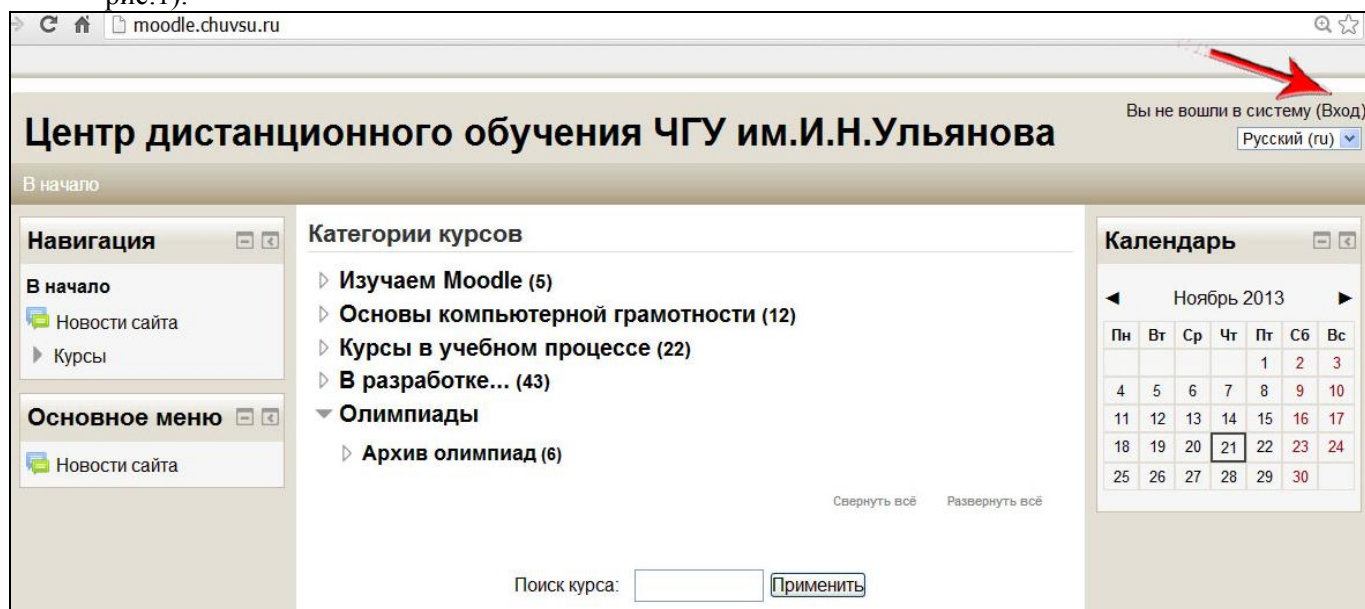 рис.1).
moodle.chuvsu.ru
Вы не вошли в систему (Вход)
Центр дистанционного обучения ЧГУ им.И.Н.Ульянова
Русский (ru)
В начало
Навигация
В начало
Новости сайта
Курсы
Основное меню
Новости сайта
Категории курсов
Изучаем Moodle (5)
Основы компьютерной грамотности (12)
Курсы в учебном процессе (22)
В разработке... (43)
Олимпиады
Архив олимпиад (6)
Свернуть всё Развернуть всё
Поиск курса: Применить
Календарь
Ноябрь 2013
Пн Вт Ср Чт Пт Сб Вс
1 2 3
4 5 6 7 8 9 10
11 12 13 14 15 16 17
18 19 20 21 22 23 24
25 26 27 28 29 30